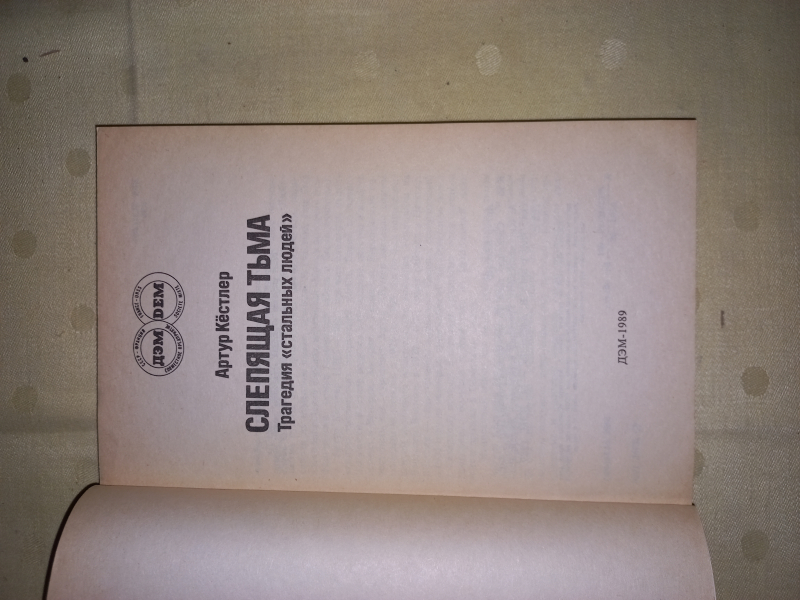 ДЭМ DEM
Артур Кёстлер
СЛЕПЯЩАЯ ТЬМА
Трагедия «стальных людей»
ДЭМ-1989